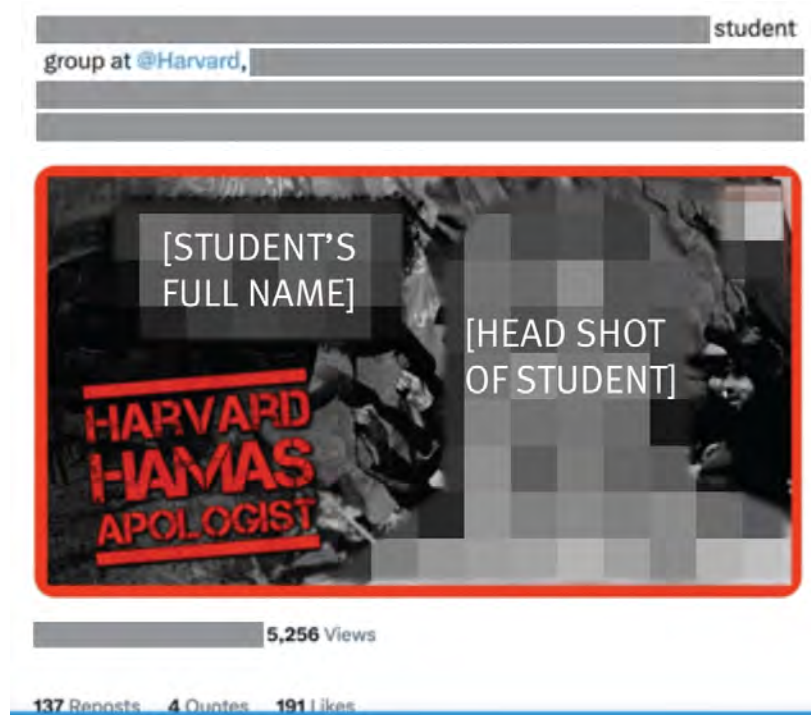 student
group at @Harvard,
[STUDENT'S
FULL NAME]
[HEAD SHOT
OF STUDENT]
HARVARD
HAMAS
APOLOGIST
5,256 Views
137 Reposts 4 Quotes 191 Likes